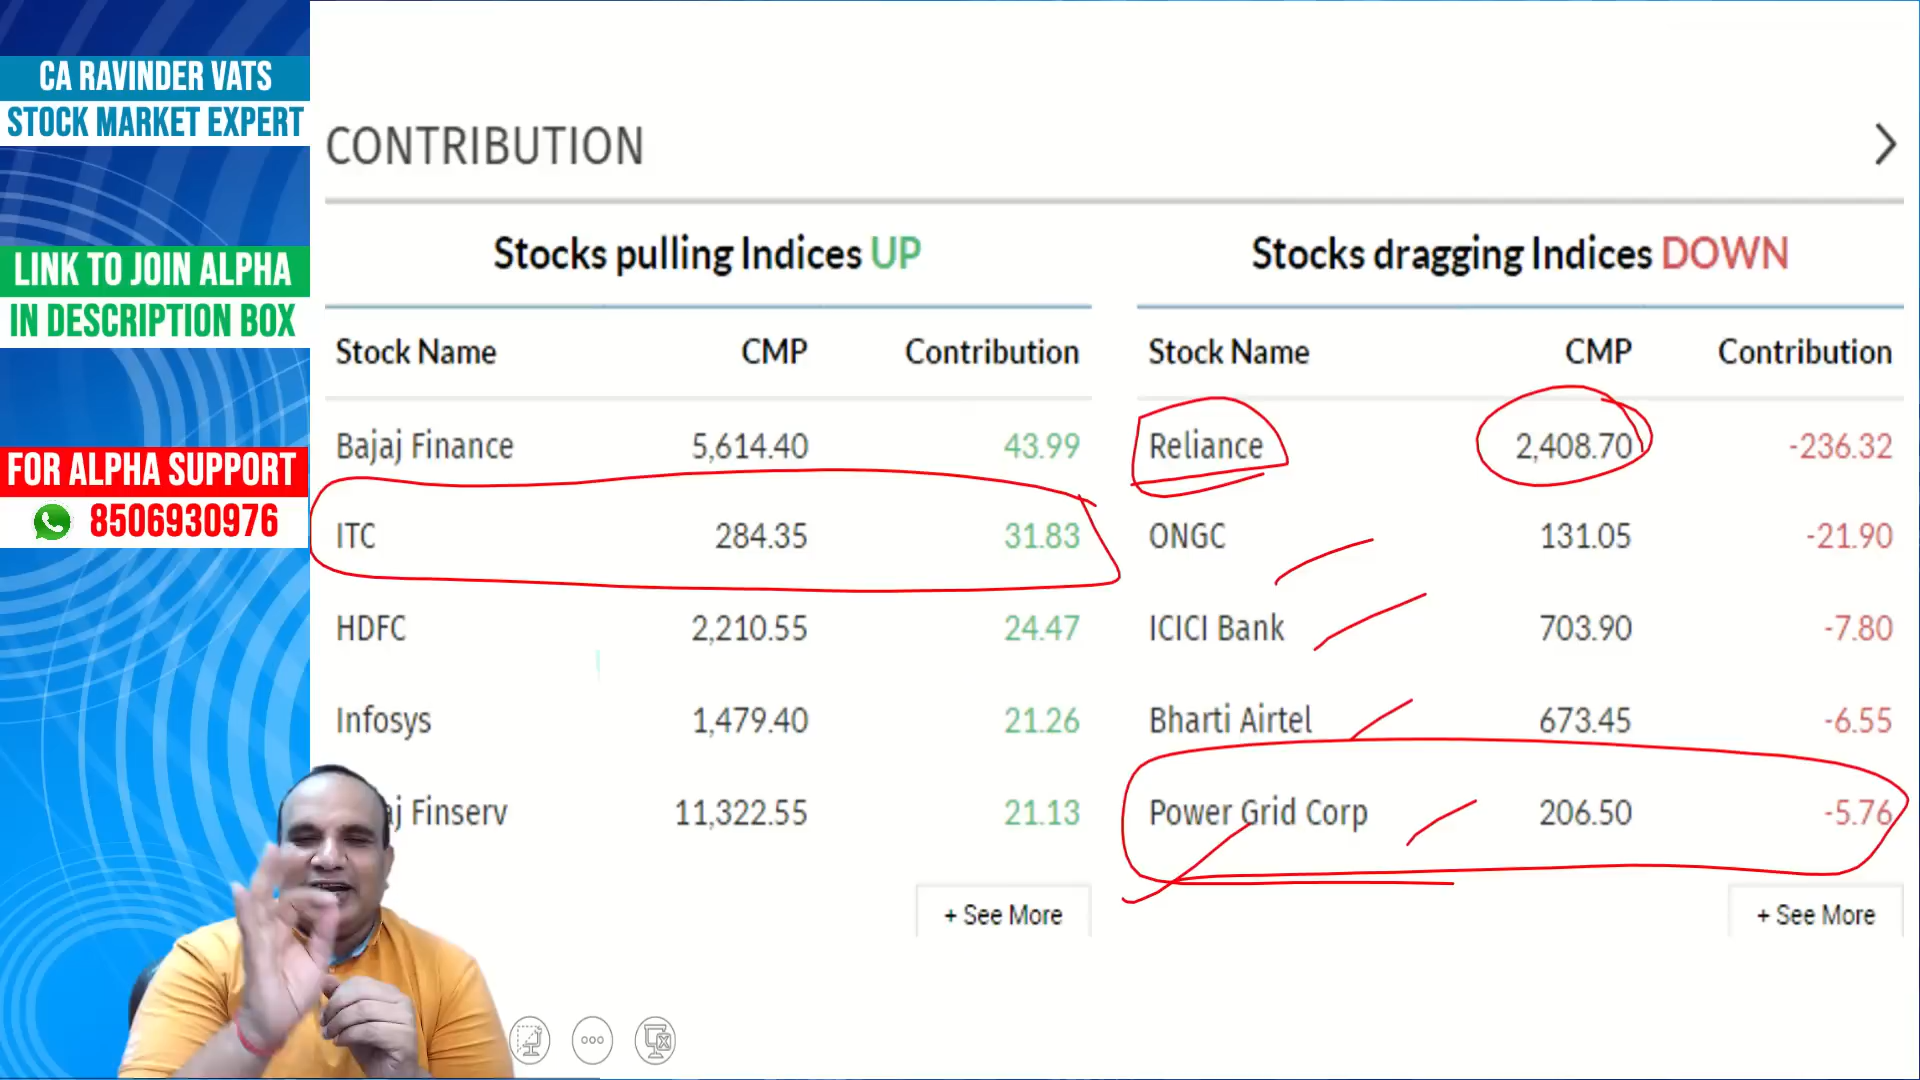 CA RAVINDER VATS
STOCK MARKET EXPERT
LINK TO JOIN ALPHA
IN DESCRIPTION BOX
FOR ALPHA SUPPORT
8506930976
CONTRIBUTION
Stocks pulling Indices UP
Stock Name CMP Contribution
Bajaj Finance 5,614.40 43.99
ITC 284.35 31.83
HDFC 2,210.55 24.47
Infosys 1,479.40 21.26
aj Finserv 11,322.55 21.13
+ See More
Stocks dragging Indices DOWN
Stock Name CMP Contribution
Reliance 2,408.70 -236.32
ONGC 131.05 -21.90
ICICI Bank 703.90 -7.80
Bharti Airtel 673.45 -6.55
Power Grid Corp 206.50 -5.76
+ See More